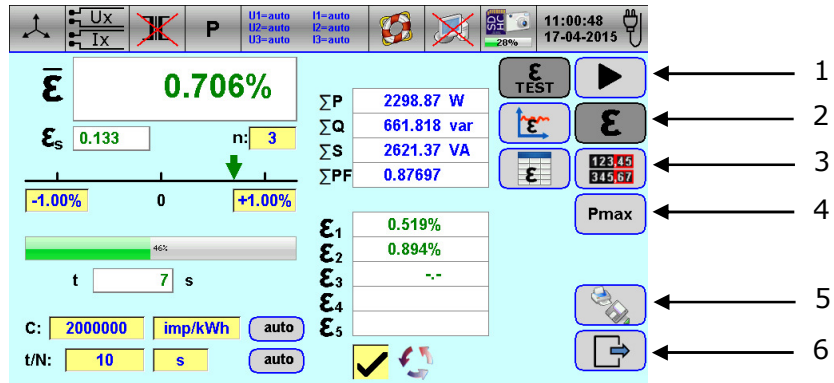 Ux
Ix
P
U1=auto
U2=auto
U3=auto
I1=auto
I2=auto
I3=auto
SD
HC
28%
11:00:48
17-04-2015
ε̅ 0.706%
εs 0.133 n: 3
-1.00% 0 +1.00%
46%
t 7 s
C: 2000000 imp/kWh auto
t/N: 10 s auto
∑P 2298.87 W
∑Q 661.818 var
∑S 2621.37 VA
∑PF 0.87697
ε1 0.519%
ε2 0.894%
ε3 -.-
ε4
ε5
ε
TEST
1
ε
ε
2
ε
123,45
345,67
3
Pmax
4
5
6